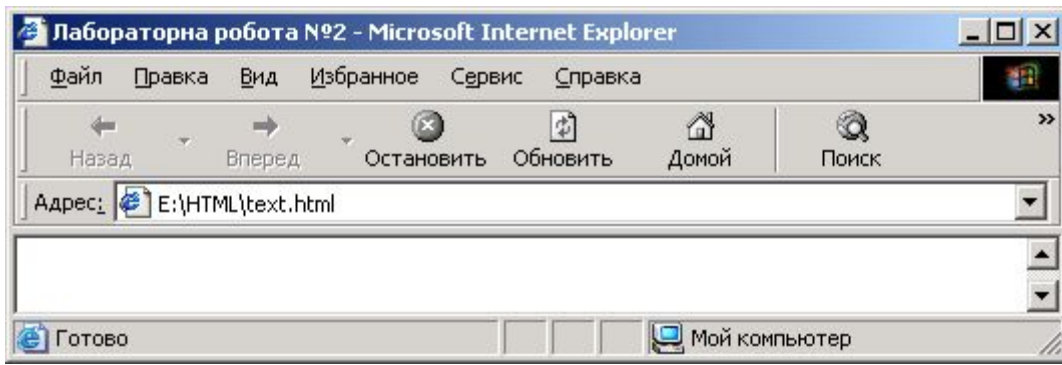 Лабораторна робота №2 - Microsoft Internet Explorer
Файл Правка Вид Избранное Сервис Справка
Назад Вперед Остановить Обновить Домой Поиск »
Адрес: E:\HTML\text.html
Готово Мой компьютер